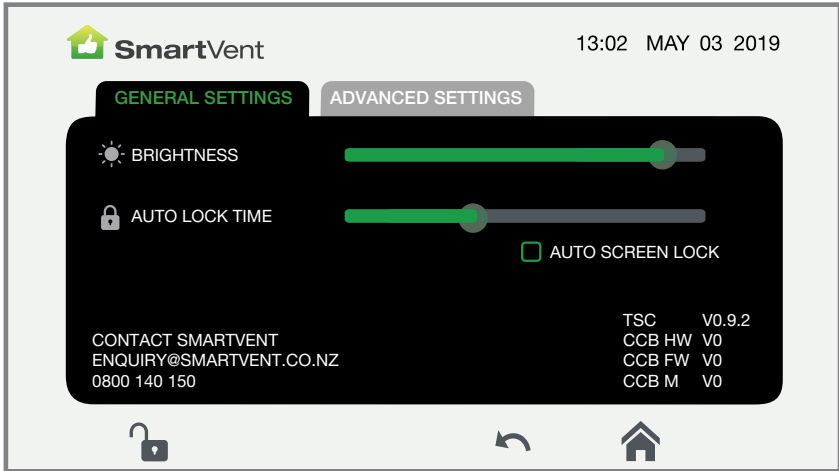 SmartVent
13:02 MAY 03 2019
GENERAL SETTINGS
ADVANCED SETTINGS
BRIGHTNESS
AUTO LOCK TIME
AUTO SCREEN LOCK
CONTACT SMARTVENT
ENQUIRY@SMARTVENT.CO.NZ
0800 140 150
TSC V0.9.2
CCB HW V0
CCB FW V0
CCB M V0